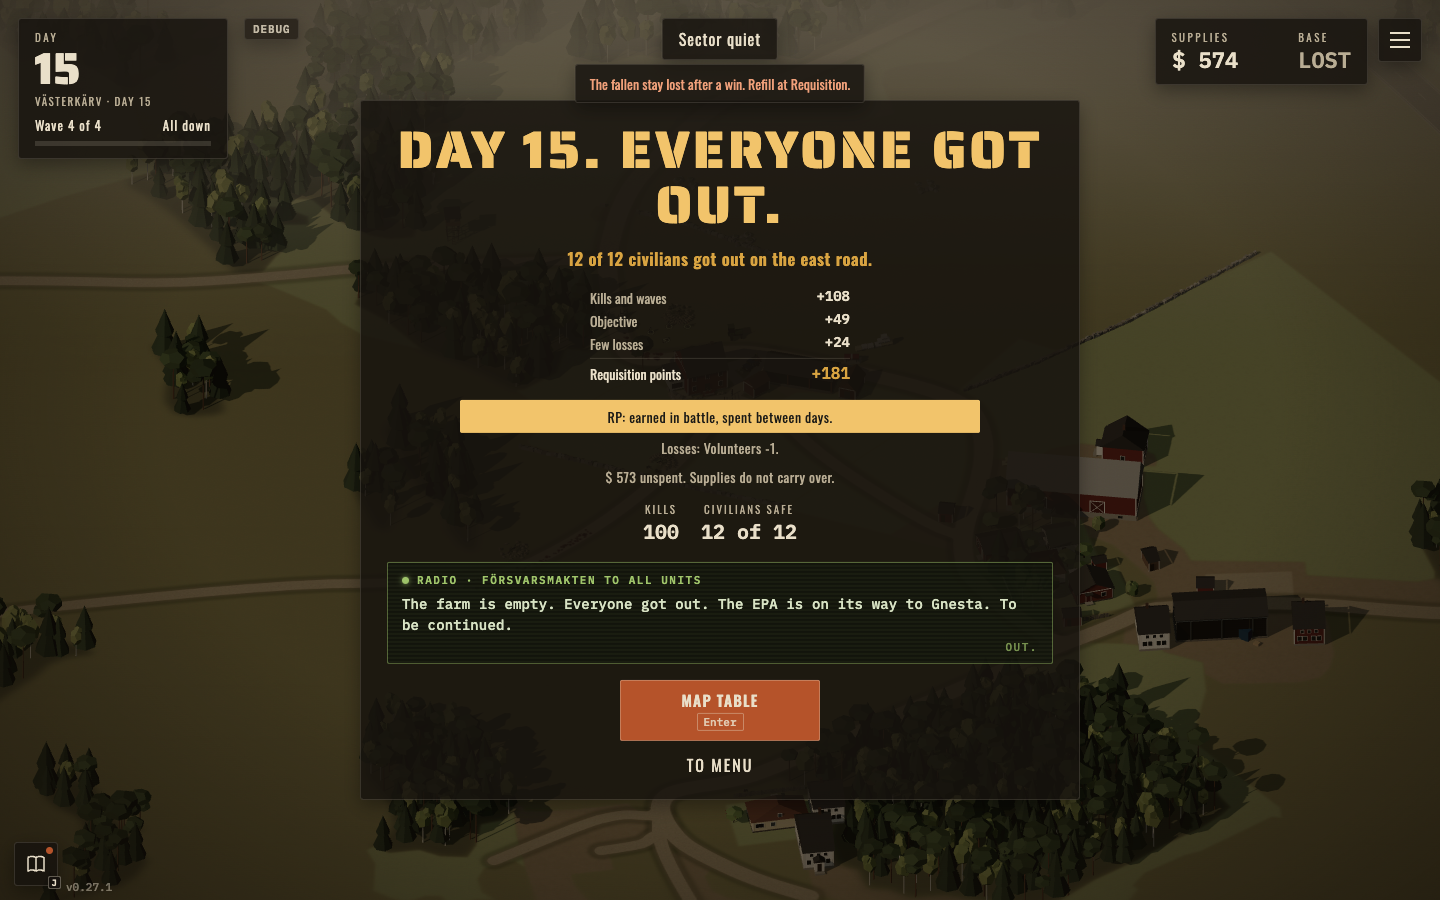 DAY
15
VÄSTERKÄRV · DAY 15
Wave 4 of 4 All down
DEBUG
Sector quiet
The fallen stay lost after a win. Refill at Requisition.
SUPPLIES BASE
$ 574 LOST
DAY 15. EVERYONE GOT
OUT.
12 of 12 civilians got out on the east road.
Kills and waves +108
Objective +49
Few losses +24
Requisition points +181
RP: earned in battle, spent between days.
Losses: Volunteers -1.
$ 573 unspent. Supplies do not carry over.
KILLS CIVILIANS SAFE
100 12 of 12
RADIO · FÖRSVARSMAKTEN TO ALL UNITS
The farm is empty. Everyone got out. The EPA is on its way to Gnesta. To
be continued.
OUT.
MAP TABLE
Enter
TO MENU
J
v0.27.1